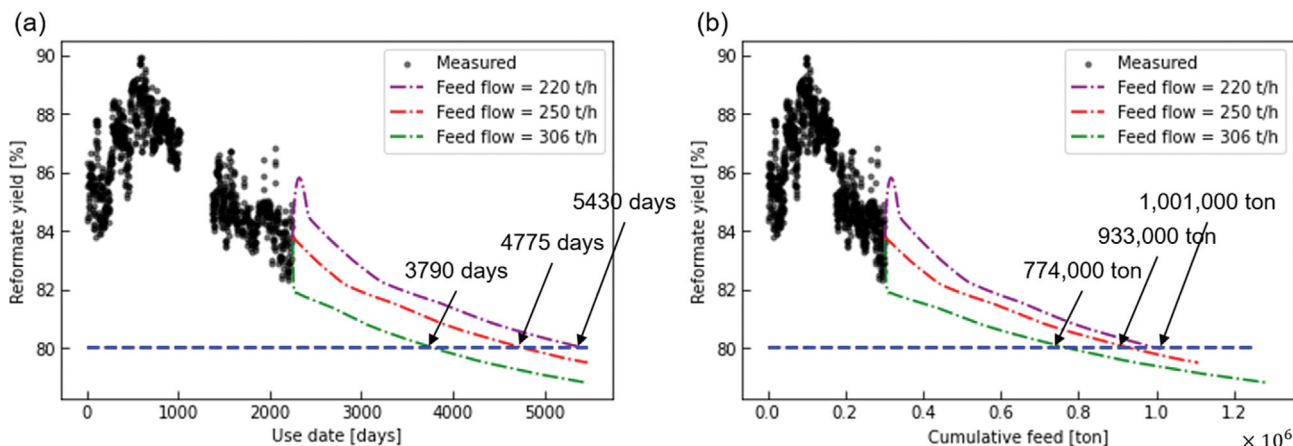 (a)
90
88
86
84
82
80
Reformate yield [%]
Measured
Feed flow = 220 t/h
Feed flow = 250 t/h
Feed flow = 306 t/h
5430 days
4775 days
3790 days
0 1000 2000 3000 4000 5000
Use date [days]
(b)
90
88
86
84
82
80
Reformate yield [%]
Measured
Feed flow = 220 t/h
Feed flow = 250 t/h
Feed flow = 306 t/h
1,001,000 ton
933,000 ton
774,000 ton
0.0 0.2 0.4 0.6 0.8 1.0 1.2
Cumulative feed [ton]
× 10⁶